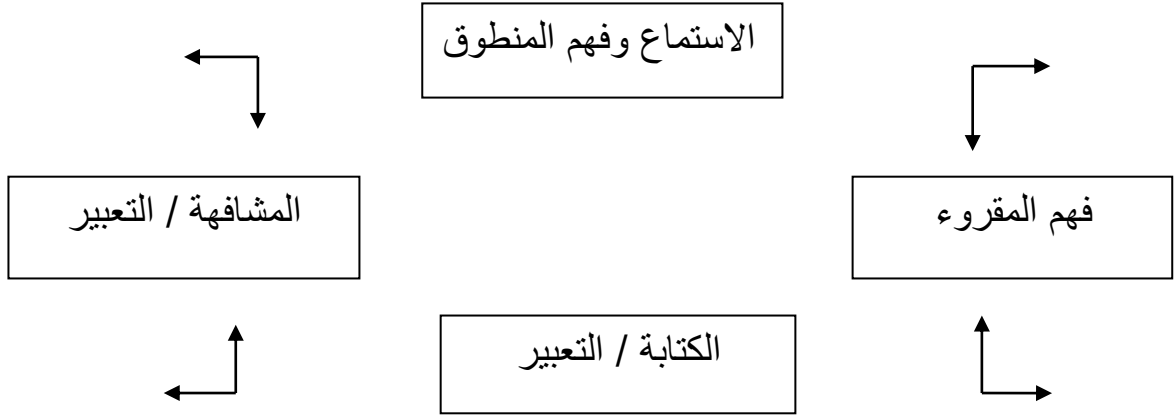 الاستماع وفهم المنطوق
فهم المقروء
المشافهة / التعبير
الكتابة / التعبير